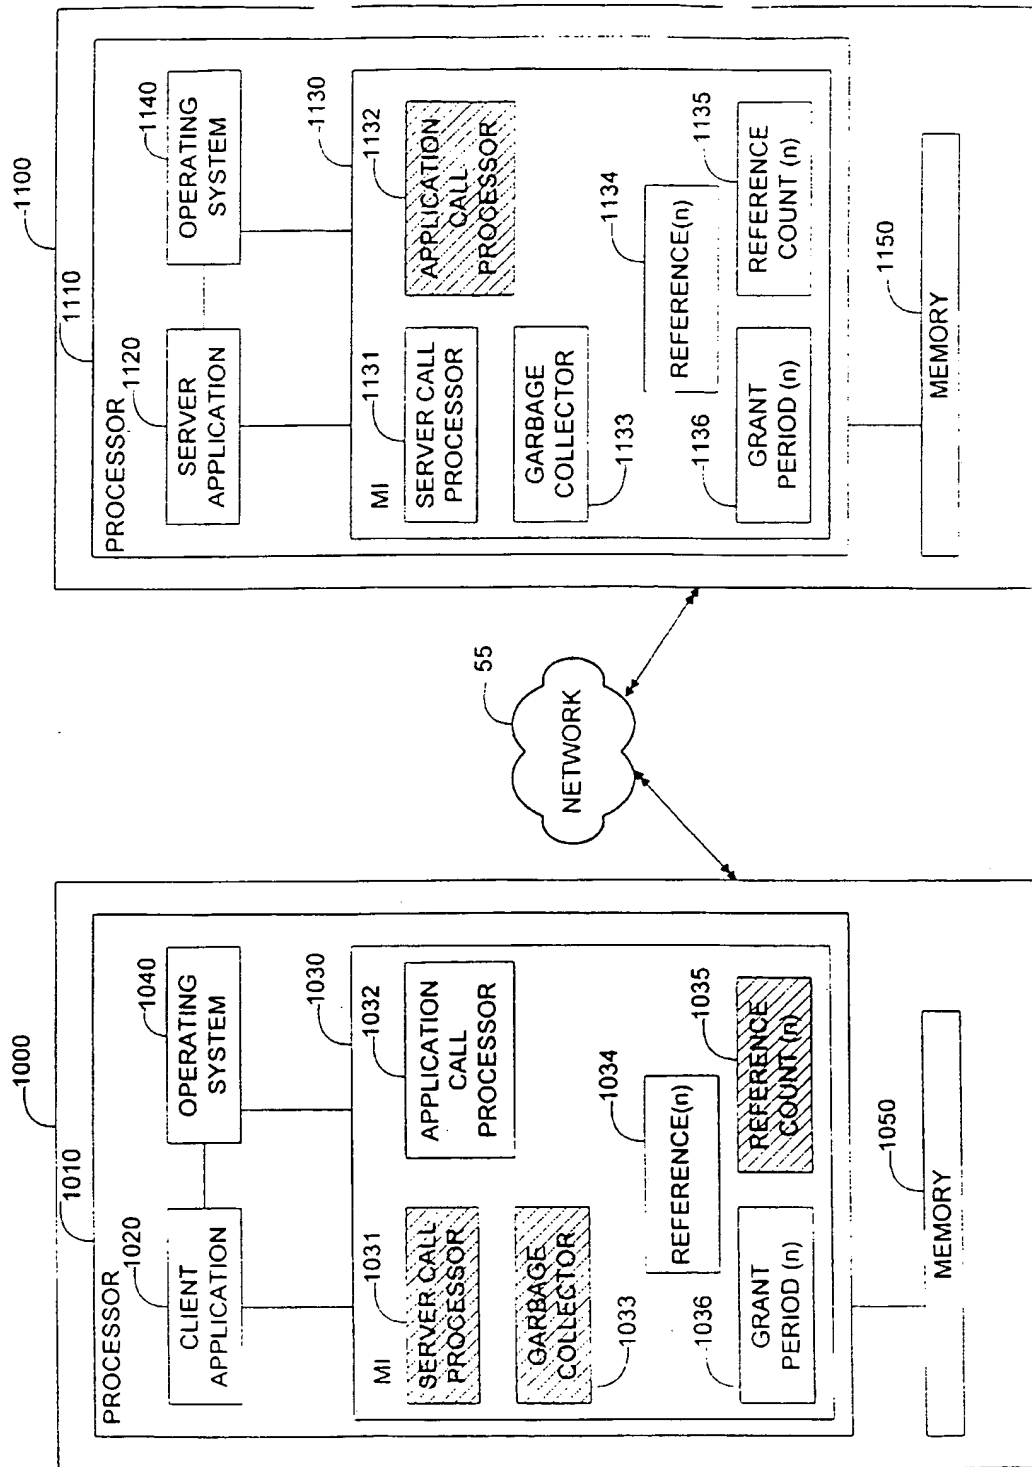 1000
1010
PROCESSOR
1020
CLIENT
APPLICATION
1040
OPERATING
SYSTEM
1030
MI
1031
SERVER CALL
PROCESSOR
1032
APPLICATION
CALL
PROCESSOR
GARBAGE
COLLECTOR
1033
1034
REFERENCE(n)
1035
REFERENCE
COUNT (n)
1036
GRANT
PERIOD (n)
1050
MEMORY
55
NETWORK
1100
1110
PROCESSOR
1120
SERVER
APPLICATION
1140
OPERATING
SYSTEM
1130
MI
1131
SERVER CALL
PROCESSOR
1132
APPLICATION
CALL
PROCESSOR
GARBAGE
COLLECTOR
1133
1134
REFERENCE(n)
1135
REFERENCE
COUNT (n)
1136
GRANT
PERIOD (n)
1150
MEMORY